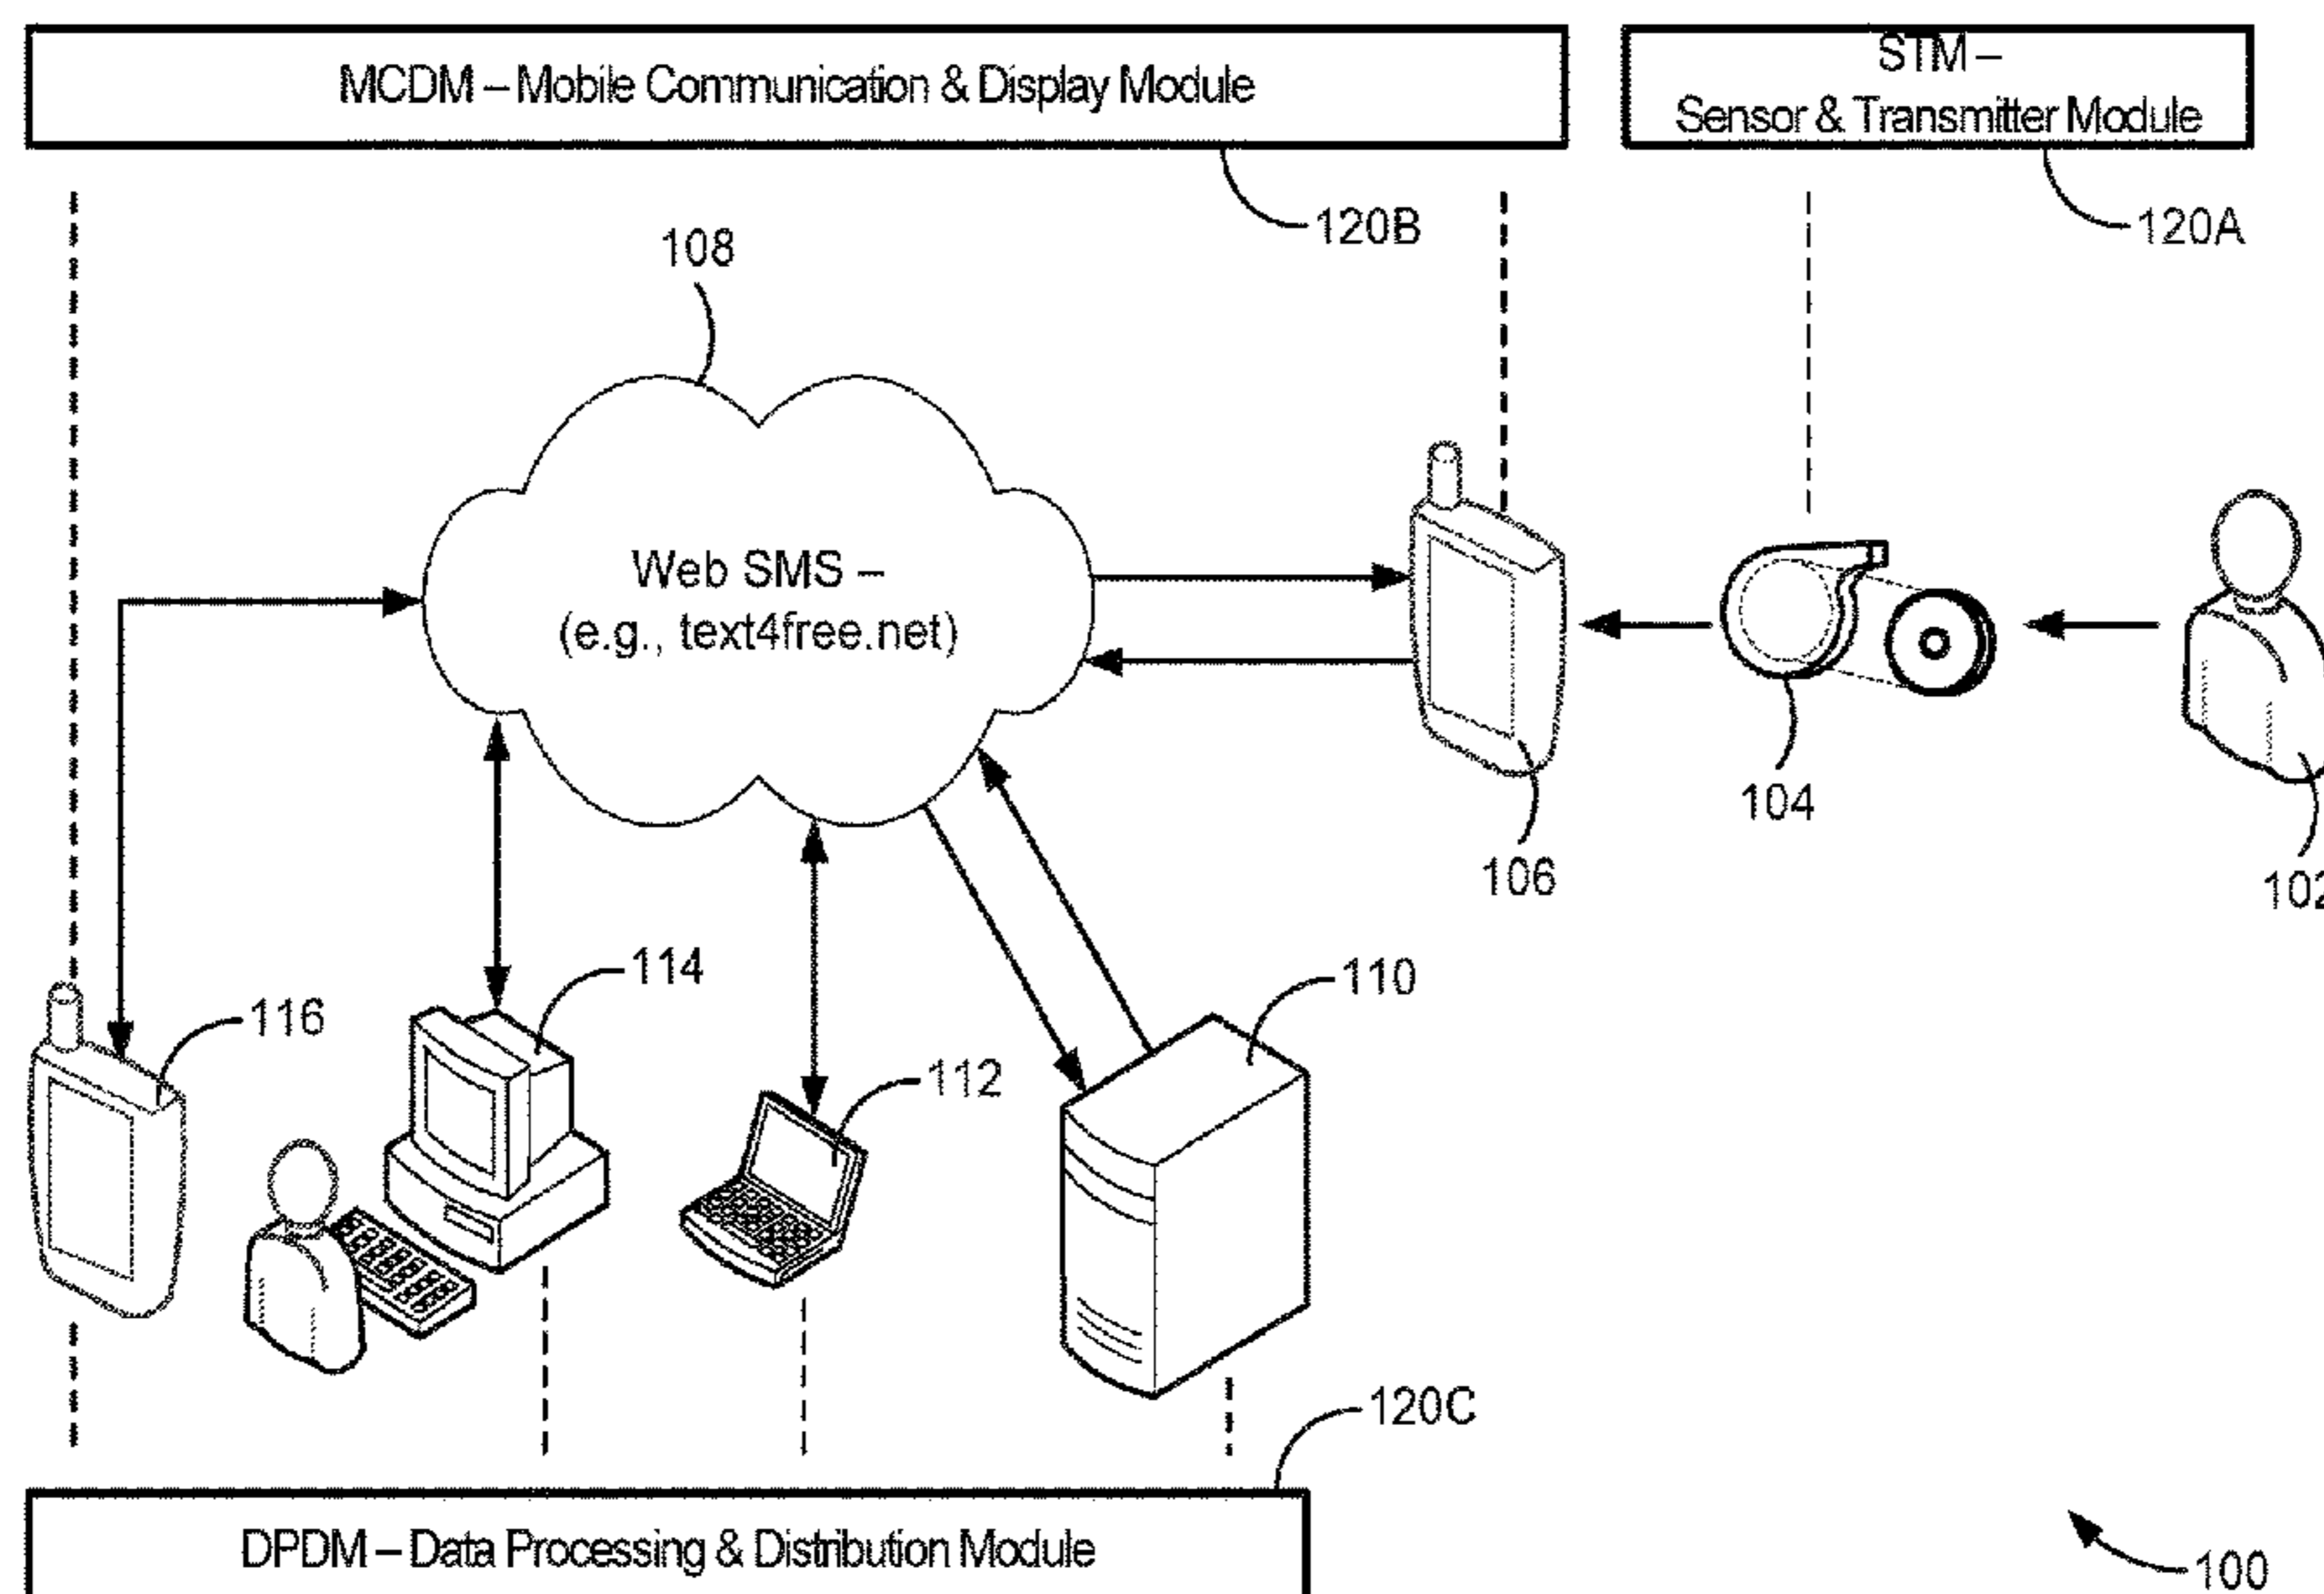 MCDM – Mobile Communication & Display Module
STM –
Sensor & Transmitter Module
120B
120A
108
Web SMS –
(e.g., text4free.net)
104
106
102
114
110
116
112
120C
DPDM – Data Processing & Distribution Module
100